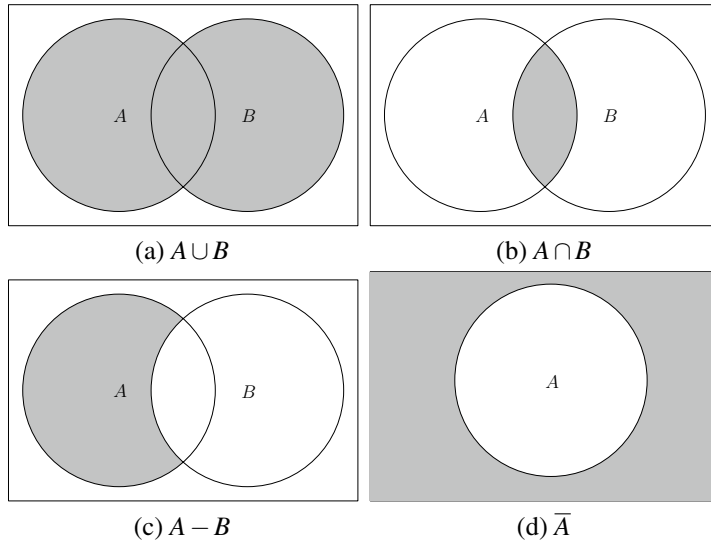 A B A B
(a) A ∪ B (b) A ∩ B
A B A
(c) A − B (d) A̅